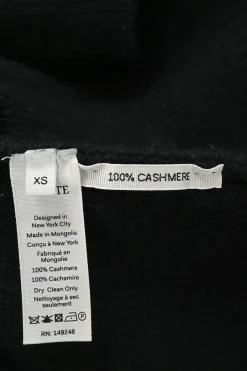 XS
TE
100% CASHMERE
Designed in
New York City
Made in Mongolia
Conçu à New York
Fabriqué en
Mongolie
100% Cashmere
100% Cachemire
Dry Clean Only
Nettoyage à sec
seulement
RN: 149248